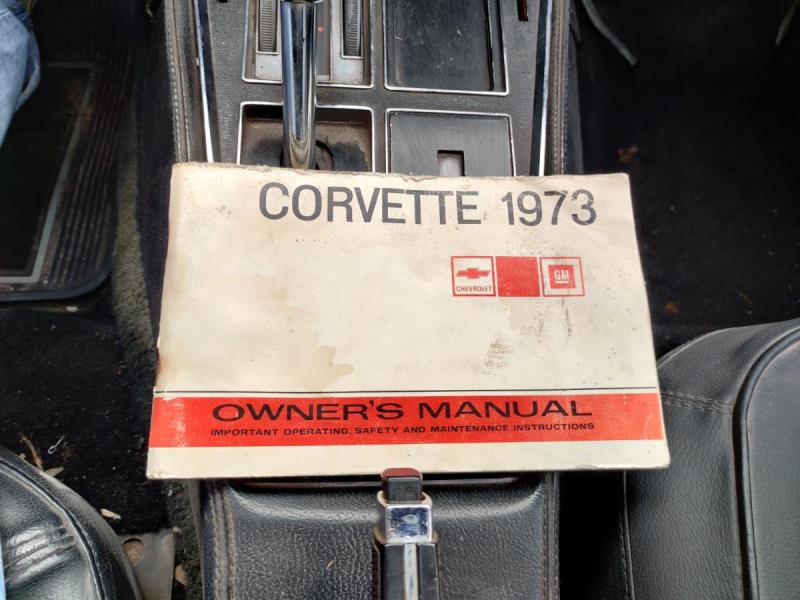 CORVETTE 1973
CHEVROLET
GM
OWNER'S MANUAL
IMPORTANT OPERATING, SAFETY AND MAINTENANCE INSTRUCTIONS